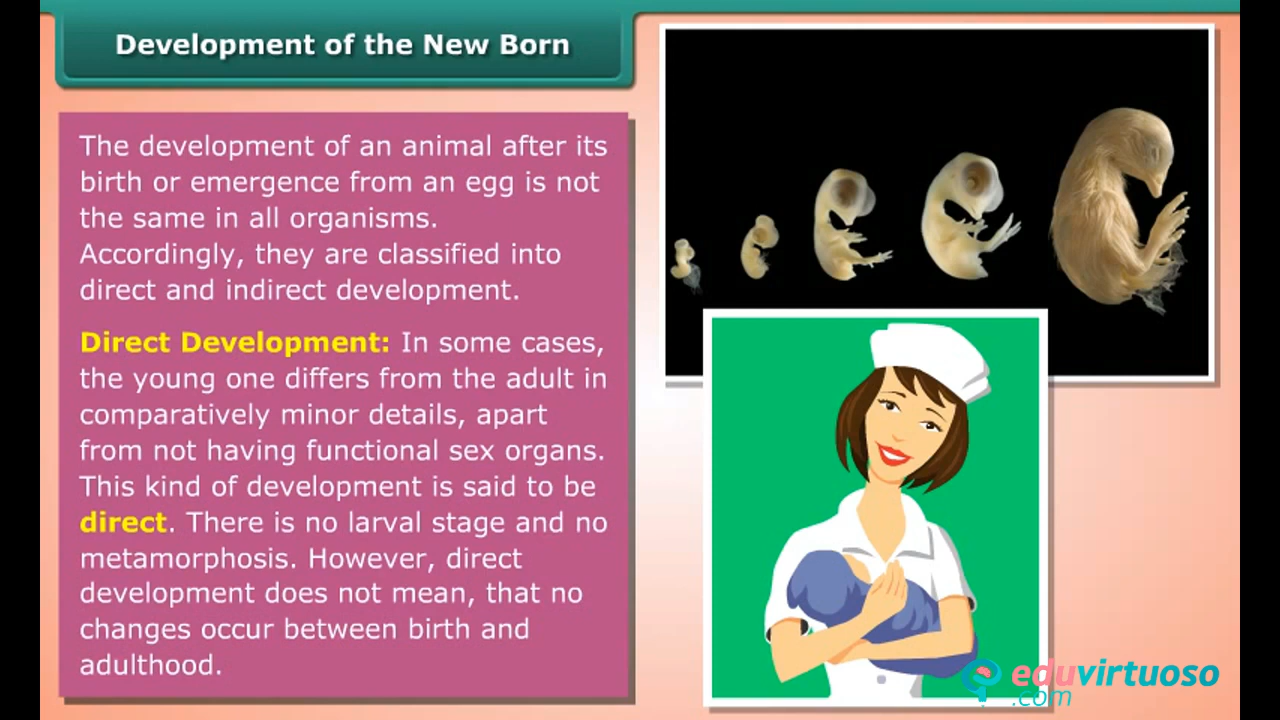 Development of the New Born
The development of an animal after its
birth or emergence from an egg is not
the same in all organisms.
Accordingly, they are classified into
direct and indirect development.
Direct Development: In some cases,
the young one differs from the adult in
comparatively minor details, apart
from not having functional sex organs.
This kind of development is said to be
direct. There is no larval stage and no
metamorphosis. However, direct
development does not mean, that no
changes occur between birth and
adulthood.
eduvirtuoso
.com